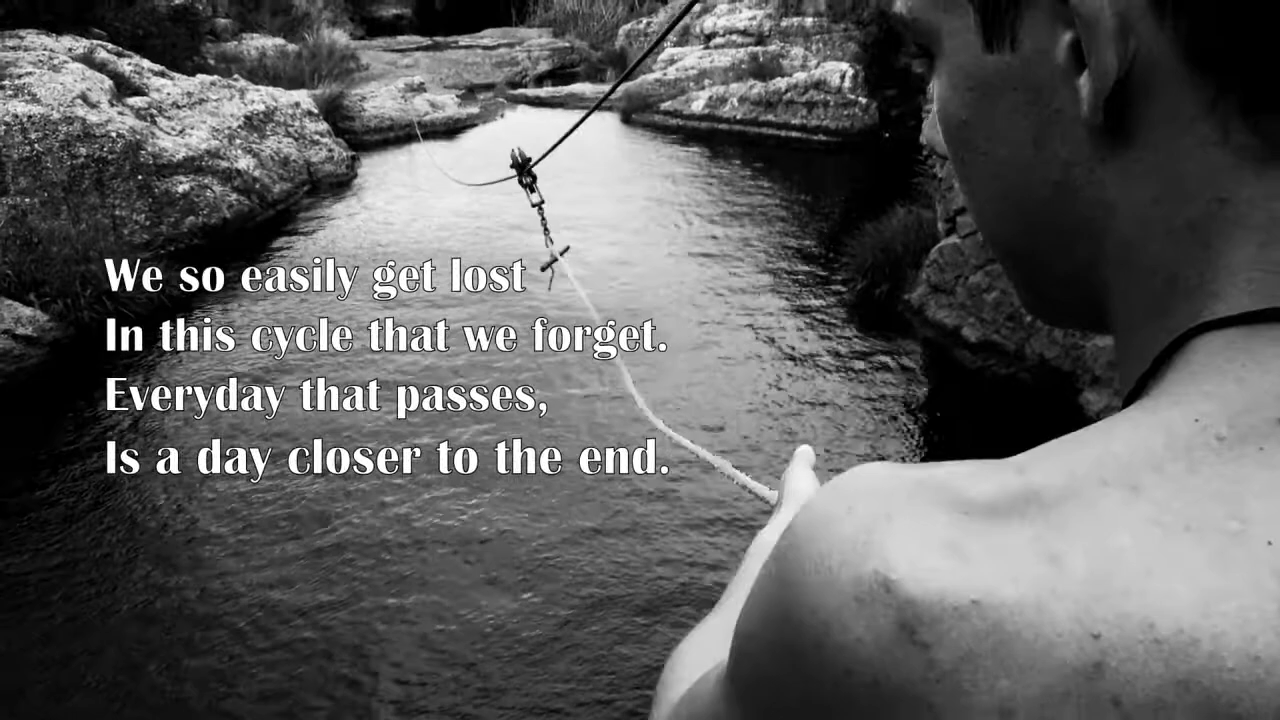 We so easily get lost
In this cycle that we forget.
Everyday that passes,
Is a day closer to the end.